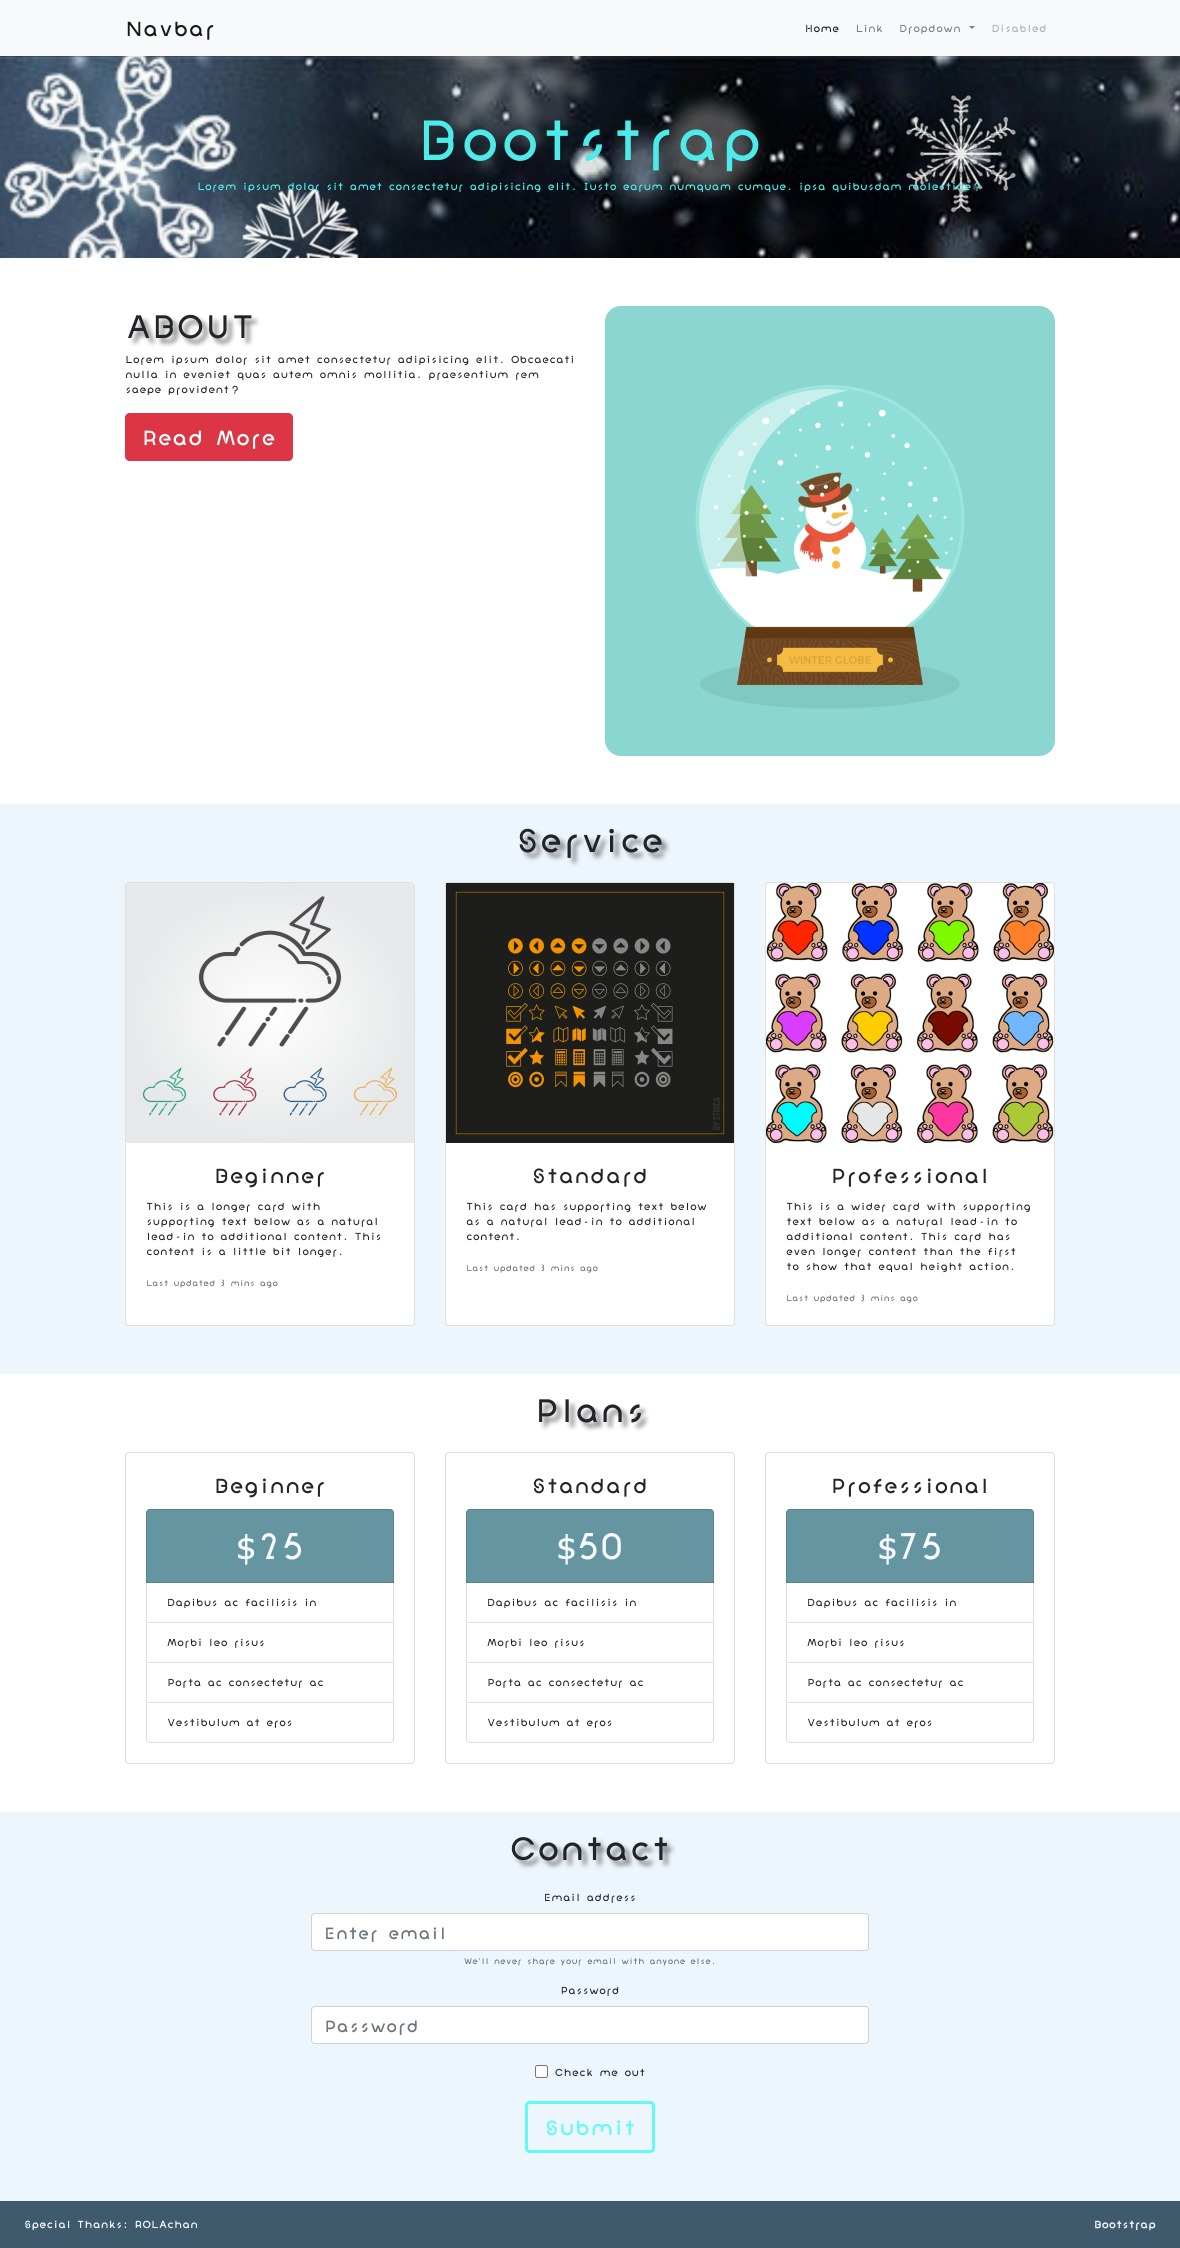 Navbar
Home Link Dropdown Disabled
Bootstrap
Lorem ipsum dolor sit amet consectetur adipisicing elit. Iusto earum numquam cumque. ipsa quibusdam molestiae?
ABOUT
Lorem ipsum dolor sit amet consectetur adipisicing elit. Obcaecati
nulla in eveniet quas autem omnis mollitia. praesentium rem
saepe provident?
Read More
WINTER GLOBE
Service
BY STRIGA
Beginner
This is a longer card with
supporting text below as a natural
lead-in to additional content. This
content is a little bit longer.
Last updated 3 mins ago
Standard
This card has supporting text below
as a natural lead-in to additional
content.
Last updated 3 mins ago
Professional
This is a wider card with supporting
text below as a natural lead-in to
additional content. This card has
even longer content than the first
to show that equal height action.
Last updated 3 mins ago
Plans
Beginner
$25
Dapibus ac facilisis in
Morbi leo risus
Porta ac consectetur ac
Vestibulum at eros
Standard
$50
Dapibus ac facilisis in
Morbi leo risus
Porta ac consectetur ac
Vestibulum at eros
Professional
$75
Dapibus ac facilisis in
Morbi leo risus
Porta ac consectetur ac
Vestibulum at eros
Contact
Email address
Enter email
We'll never share your email with anyone else.
Password
Password
Check me out
Submit
Special Thanks: ROLAchan
Bootstrap